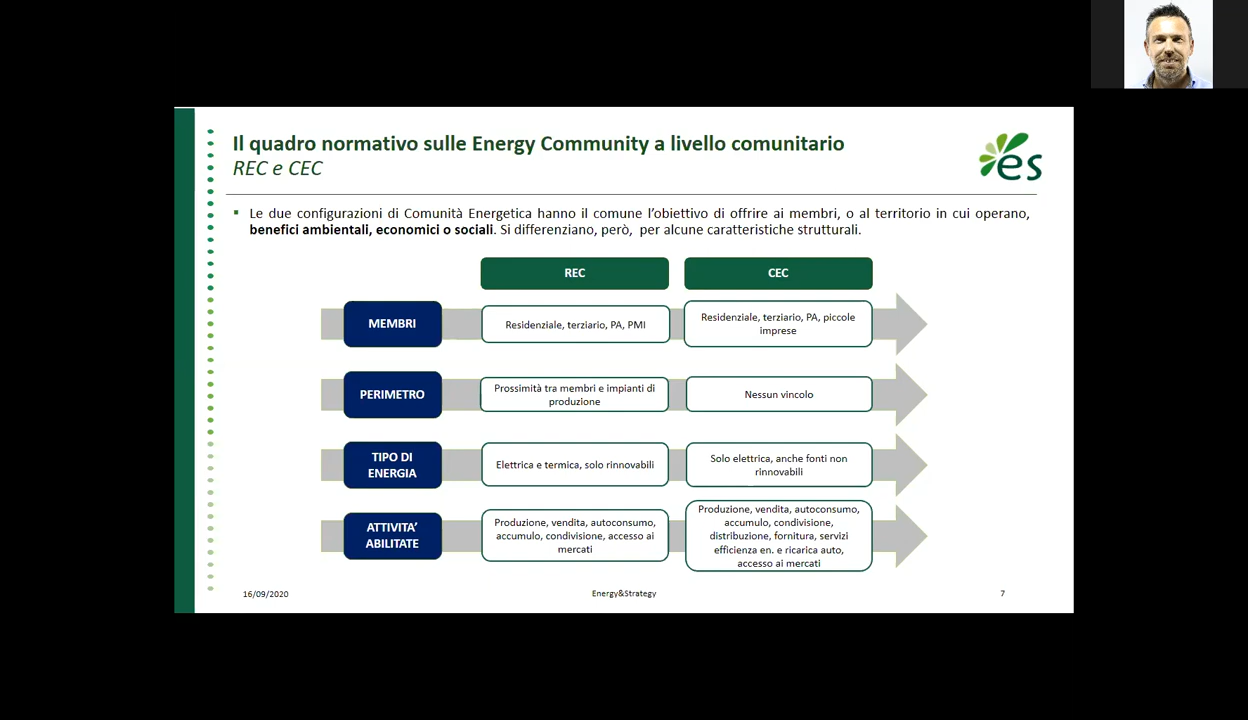 Il quadro normativo sulle Energy Community a livello comunitario
REC e CEC
es
Le due configurazioni di Comunità Energetica hanno il comune l'obiettivo di offrire ai membri, o al territorio in cui operano,
benefici ambientali, economici o sociali. Si differenziano, però, per alcune caratteristiche strutturali.
REC
CEC
MEMBRI
Residenziale, terziario, PA, PMI
Residenziale, terziario, PA, piccole
imprese
PERIMETRO
Prossimità tra membri e impianti di
produzione
Nessun vincolo
TIPO DI
ENERGIA
Elettrica e termica, solo rinnovabili
Solo elettrica, anche fonti non
rinnovabili
ATTIVITA'
ABILITATE
Produzione, vendita, autoconsumo,
accumulo, condivisione, accesso ai
mercati
Produzione, vendita, autoconsumo,
accumulo, condivisione,
distribuzione, fornitura, servizi
efficienza en. e ricarica auto,
accesso ai mercati
16/09/2020
Energy&Strategy
7